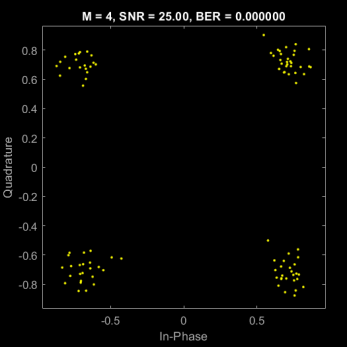 M = 4, SNR = 25.00, BER = 0.000000
0.8
0.6
0.4
0.2
0
-0.2
-0.4
-0.6
-0.8
Quadrature
-0.5 0 0.5
In-Phase